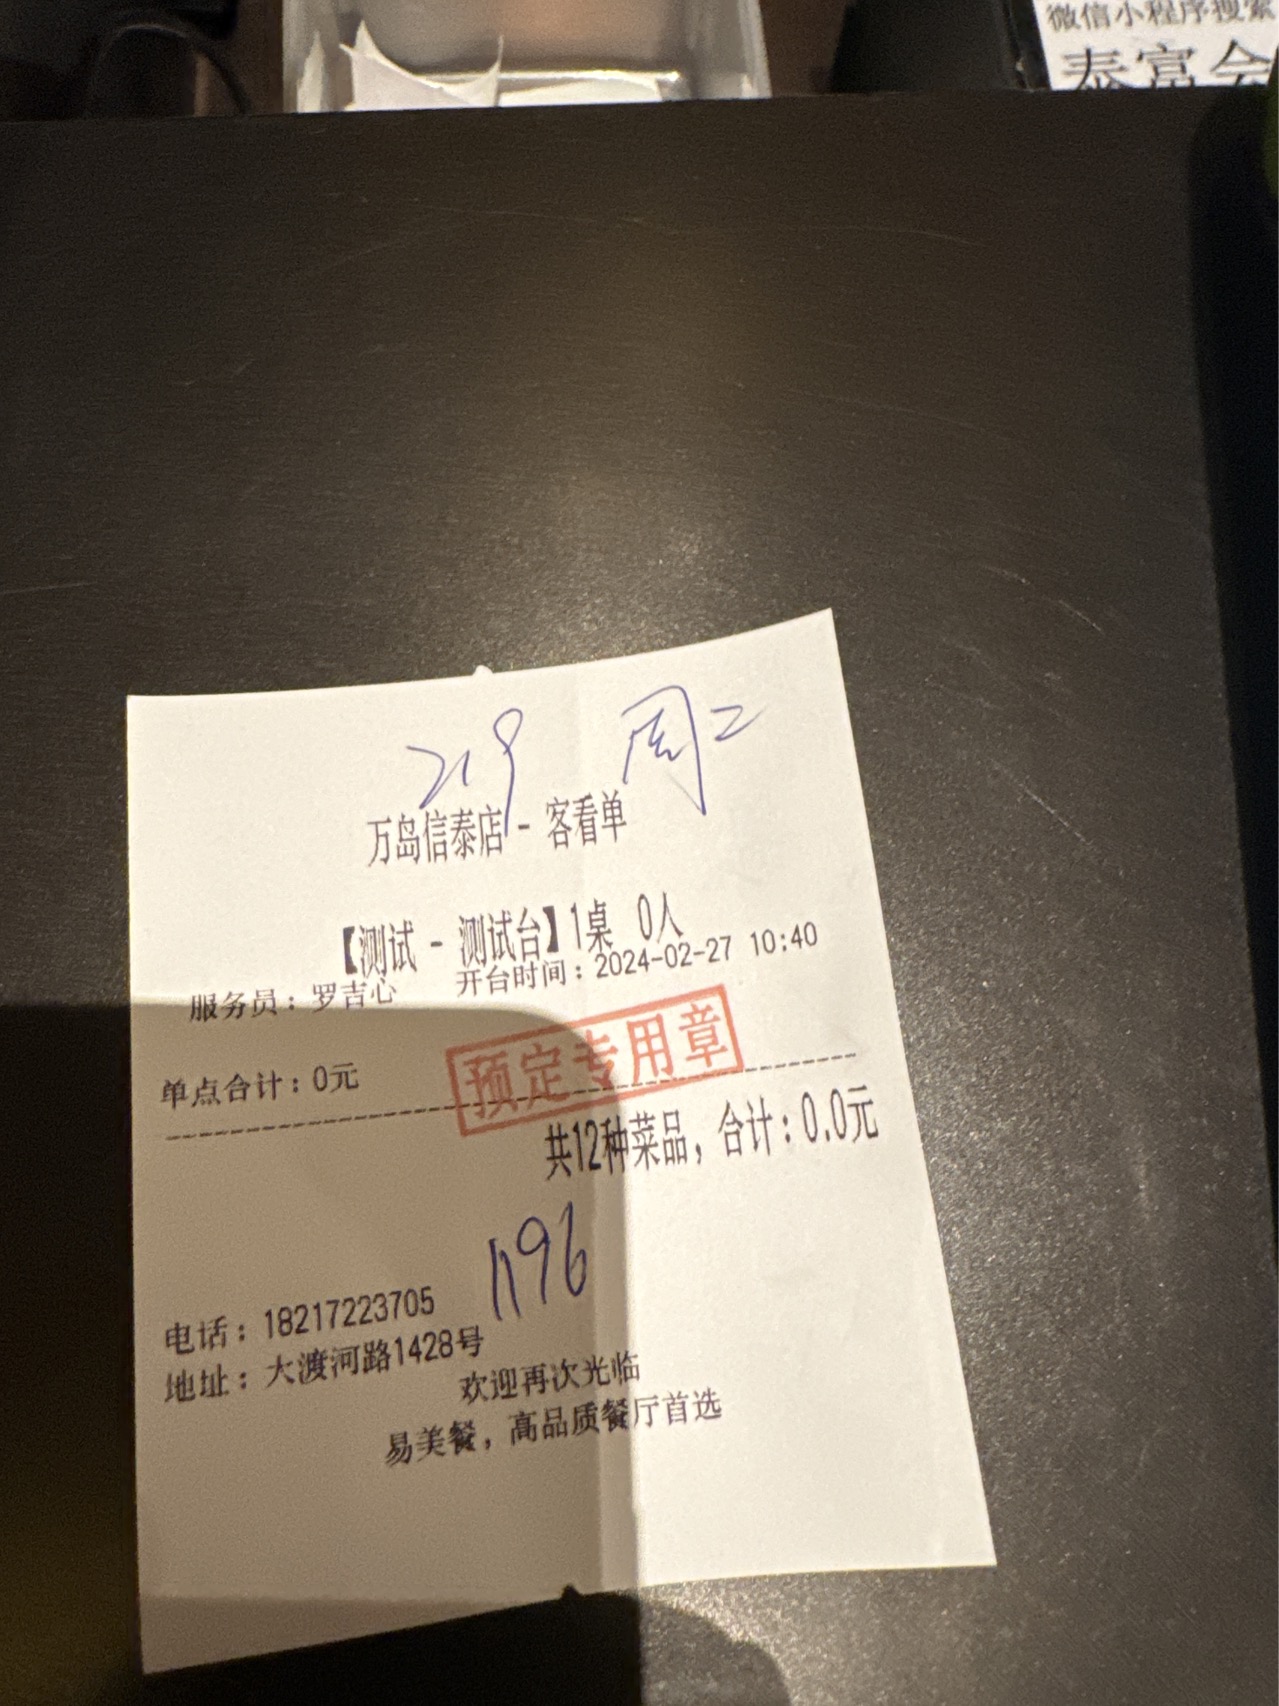 微信小程序搜索
泰富会
219 周二
万岛信泰店 - 客看单
【测试 - 测试台】1桌 0人
服务员：罗吉心 开台时间：2024-02-27 10:40
预定专用章
单点合计：0元
共12种菜品，合计：0.0元
1196
电话：18217223705
地址：大渡河路1428号
欢迎再次光临
易美餐，高品质餐厅首选